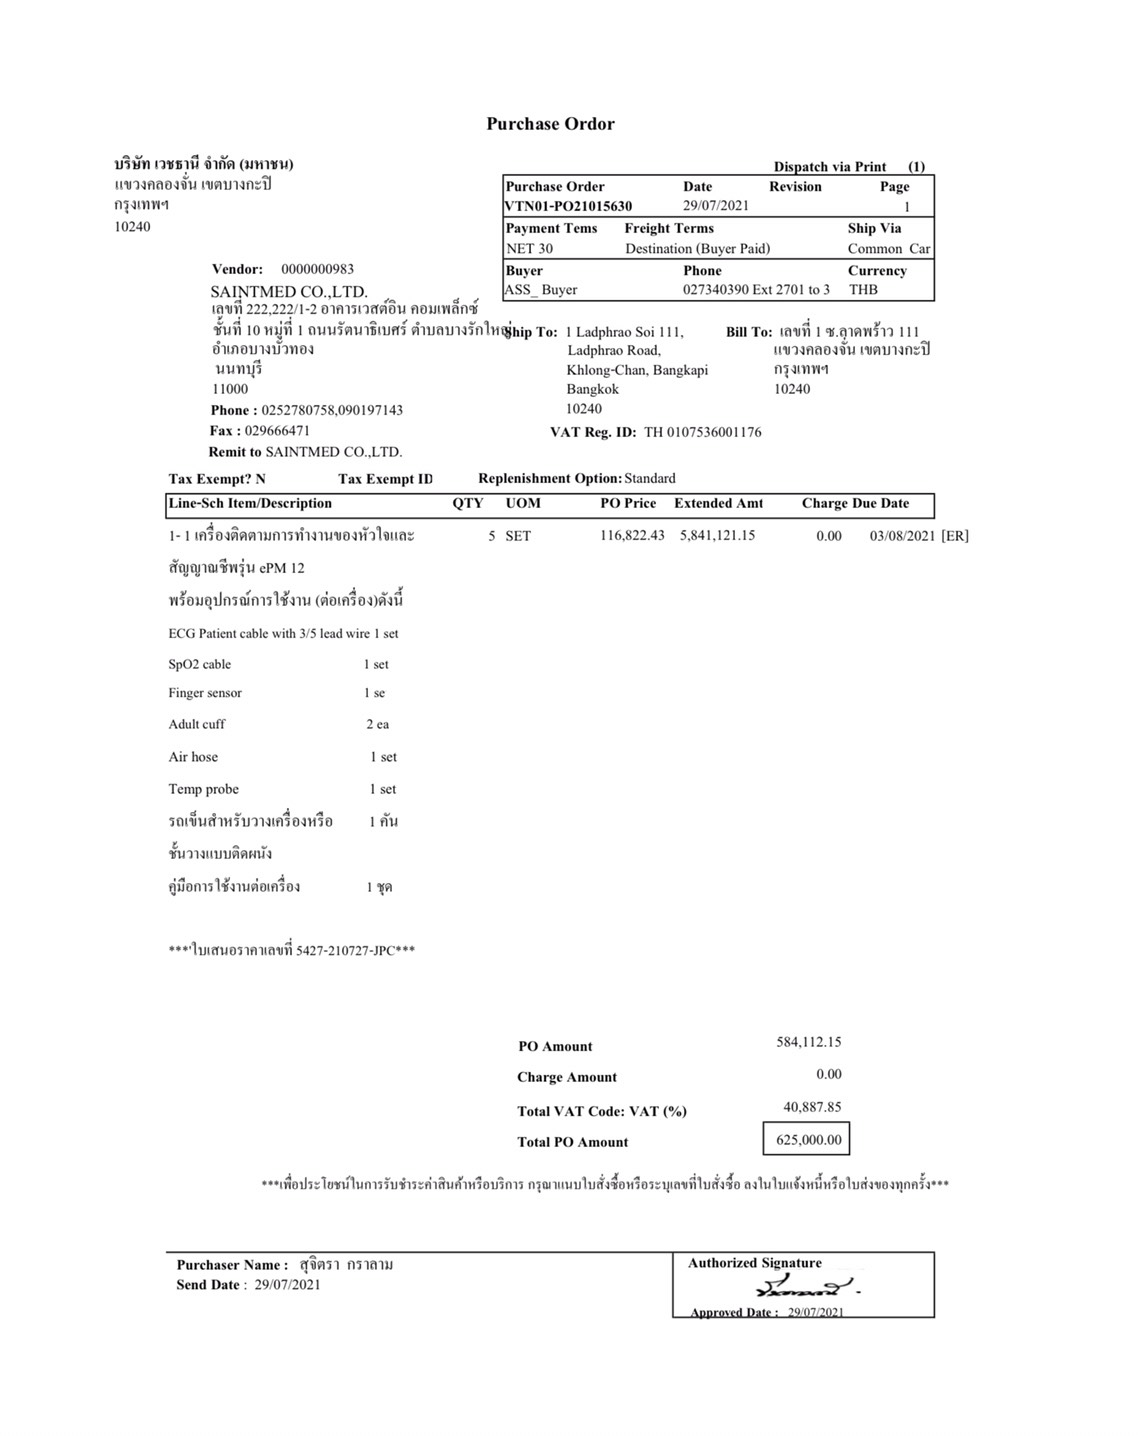 Purchase Ordor
บริษัท เวชธานี จำกัด (มหาชน)
แขวงคลองจั่น เขตบางกะปิ
กรุงเทพฯ
10240
Dispatch via Print (1)
Purchase Order Date Revision Page
VTN01-PO21015630 29/07/2021 1
Payment Tems Freight Terms Ship Via
NET 30 Destination (Buyer Paid) Common Car
Buyer Phone Currency
ASS_ Buyer 027340390 Ext 2701 to 3 THB
Vendor: 0000000983
SAINTMED CO.,LTD.
เลขที่ 222,222/1-2 อาคารเวสต์อิน คอมเพล็กซ์
ชั้นที่ 10 หมู่ที่ 1 ถนนรัตนาธิเบศร์ ตำบลบางรักใหญ่
อำเภอบางบัวทอง
นนทบุรี
11000
Phone : 0252780758,090197143
Fax : 029666471
Remit to SAINTMED CO.,LTD.
Ship To: 1 Ladphrao Soi 111,
Ladphrao Road,
Khlong-Chan, Bangkapi
Bangkok
10240
Bill To: เลขที่ 1 ซ.ลาดพร้าว 111
แขวงคลองจั่น เขตบางกะปิ
กรุงเทพฯ
10240
VAT Reg. ID: TH 0107536001176
Tax Exempt? N Tax Exempt ID Replenishment Option: Standard
Line-Sch Item/Description QTY UOM PO Price Extended Amt Charge Due Date
1- 1 เครื่องติดตามการทำงานของหัวใจและ 5 SET 116,822.43 5,841,121.15 0.00 03/08/2021 [ER]
สัญญาณชีพรุ่น ePM 12
พร้อมอุปกรณ์การใช้งาน (ต่อเครื่อง)ดังนี้
ECG Patient cable with 3/5 lead wire 1 set
SpO2 cable 1 set
Finger sensor 1 se
Adult cuff 2 ea
Air hose 1 set
Temp probe 1 set
รถเข็นสำหรับวางเครื่องหรือ 1 คัน
ชั้นวางแบบติดผนัง
คู่มือการใช้งานต่อเครื่อง 1 ชุด
***'ใบเสนอราคาเลขที่ 5427-210727-JPC***
PO Amount 584,112.15
Charge Amount 0.00
Total VAT Code: VAT (%) 40,887.85
Total PO Amount 625,000.00
***เพื่อประโยชน์ในการรับชำระค่าสินค้าหรือบริการ กรุณาแนบใบสั่งซื้อหรือระบุเลขที่ใบสั่งซื้อ ลงในใบแจ้งหนี้หรือใบส่งของทุกครั้ง***
Purchaser Name : สุจิตรา กราลาม
Send Date : 29/07/2021
Authorized Signature
Approved Date : 29/07/2021